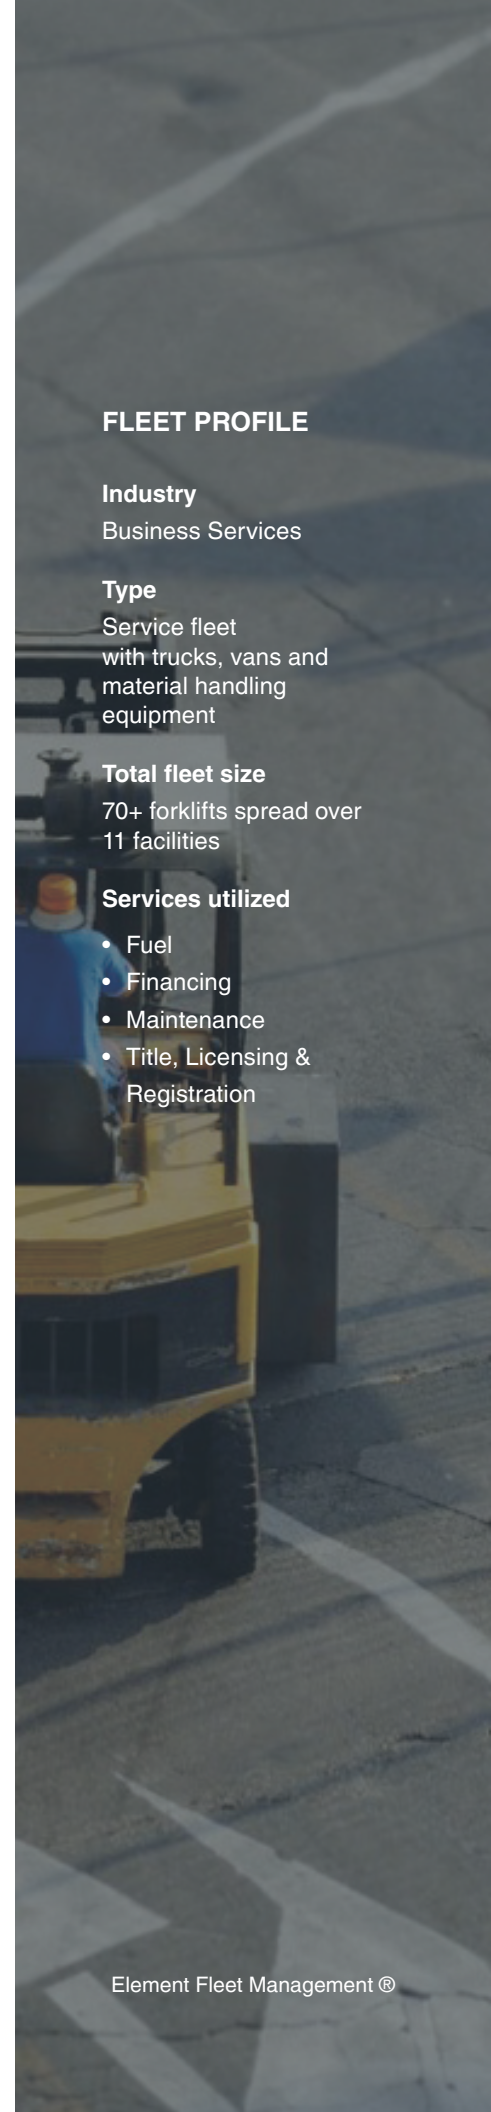 FLEET PROFILE
Industry
Business Services
Type
Service fleet
with trucks, vans and
material handling
equipment
Total fleet size
70+ forklifts spread over
11 facilities
Services utilized
• Fuel
• Financing
• Maintenance
• Title, Licensing &
Registration
Element Fleet Management ®